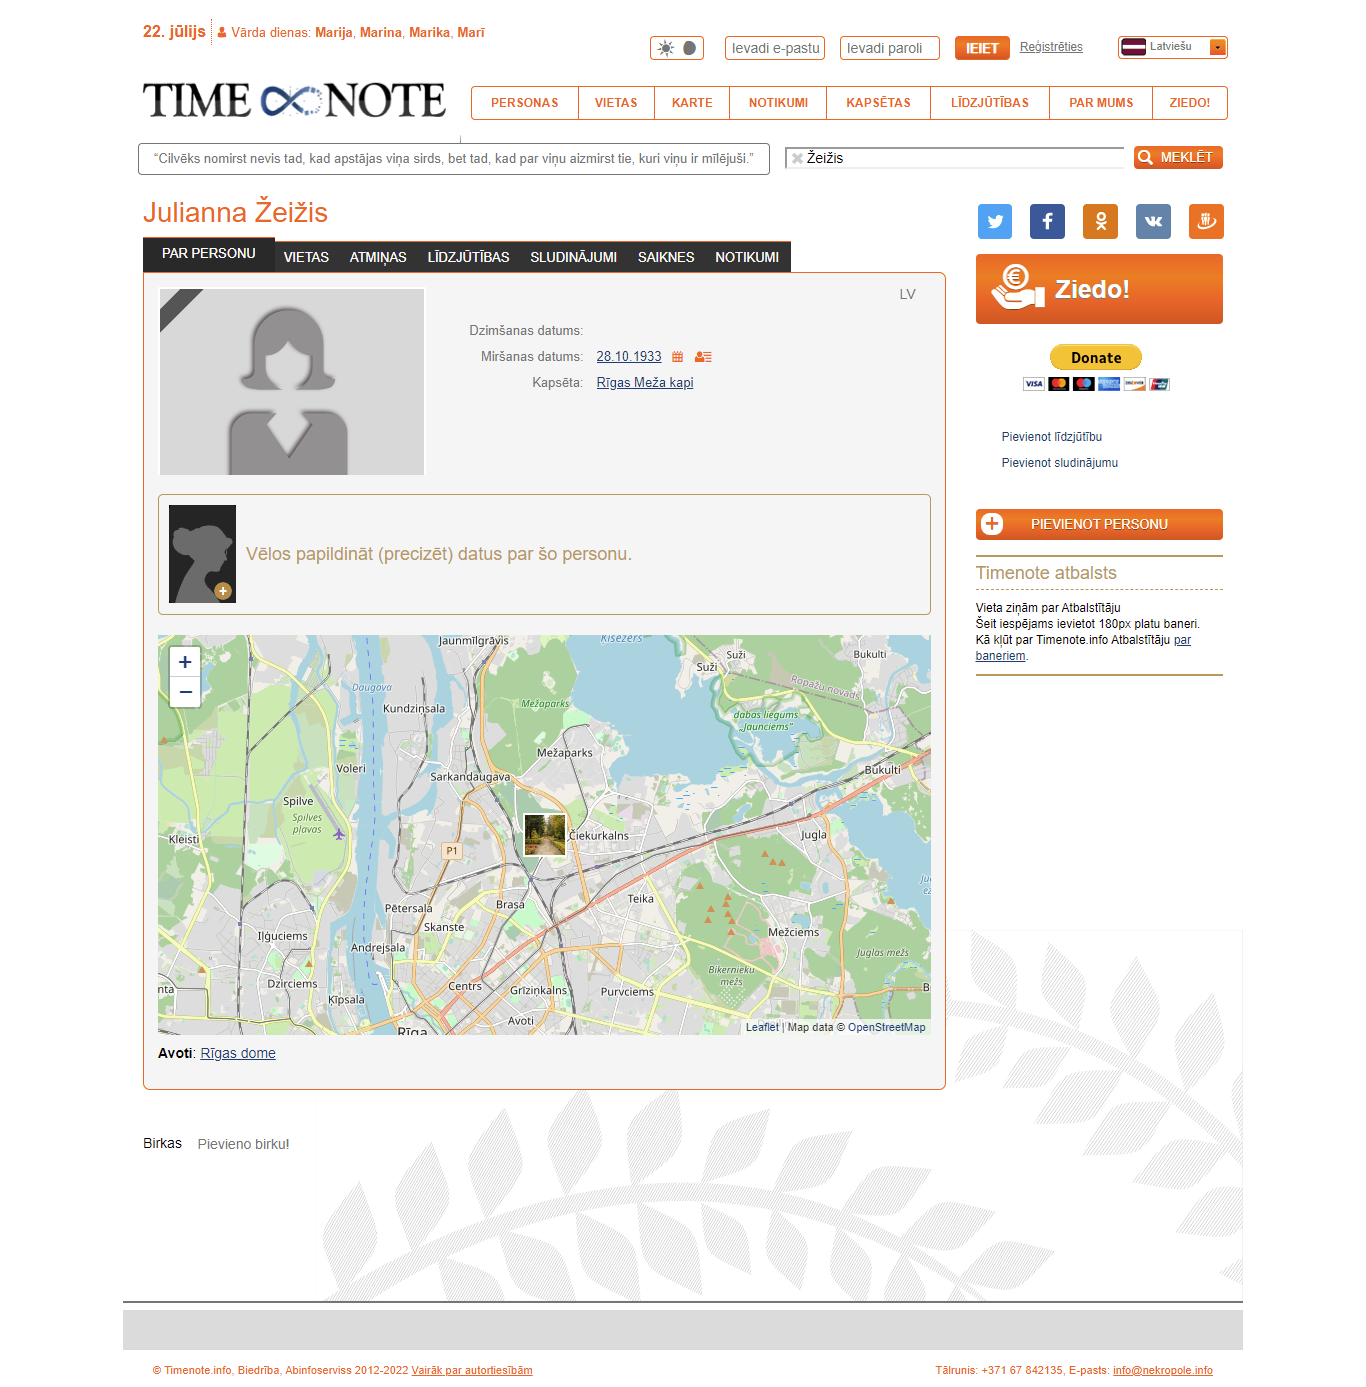 22. jūlijs
Vārda dienas: Marija, Marina, Marika, Marī
Ievadi e-pastu
Ievadi paroli
IEIET
Reģistrēties
Latviešu
TIME NOTE
PERSONAS
VIETAS
KARTE
NOTIKUMI
KAPSĒTAS
LĪDZJŪTĪBAS
PAR MUMS
ZIEDO!
“Cilvēks nomirst nevis tad, kad apstājas viņa sirds, bet tad, kad par viņu aizmirst tie, kuri viņu ir mīlējuši.”
Žeižis
MEKLĒT
Julianna Žeižis
PAR PERSONU
VIETAS
ATMIŅAS
LĪDZJŪTĪBAS
SLUDINĀJUMI
SAIKNES
NOTIKUMI
LV
Dzimšanas datums:
Miršanas datums: 28.10.1933
Kapsēta: Rīgas Meža kapi
Vēlos papildināt (precizēt) datus par šo personu.
Ziedo!
Donate
VISA
DISCOVER
Pievienot līdzjūtību
Pievienot sludinājumu
PIEVIENOT PERSONU
Timenote atbalsts
Vieta ziņām par Atbalstītāju
Šeit iespējams ievietot 180px platu baneri.
Kā kļūt par Timenote.info Atbalstītāju par
baneriem.
+
−
Jaunmīlgrāvis
Ķīšezers
Suži
Suži
Bukulti
Ropažu novads
Daugava
Kundziņsala
Mežaparks
dabas liegums
„Jaunciems”
Mežaparks
Voleri
Sarkandaugava
Bukulti
Spilve
Spilves
pļavas
Kleisti
Čiekurkalns
Jugla
P1
Teika
Pētersala
Brasa
Skanste
Mežciems
Iļģuciems
Andrejsala
Juglas mežs
Biķernieku
mežs
Dzirciems
Centrs
Grīziņkalns
Purvciems
Ķīpsala
Avoti
Rīga
Leaflet | Map data © OpenStreetMap
Avoti: Rīgas dome
Birkas
Pievieno birku!
© Timenote.info, Biedrība, Abinfoserviss 2012-2022 Vairāk par autortiesībām
Tālrunis: +371 67 842135, E-pasts: info@nekropole.info